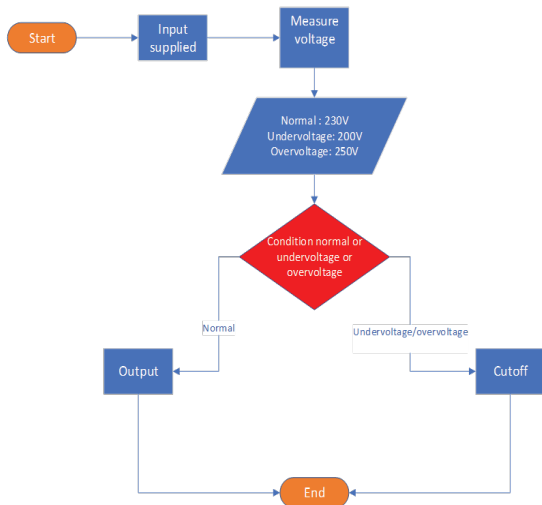 Start
Input
supplied
Measure
voltage
Normal : 230V
Undervoltage: 200V
Overvoltage: 250V
Condition normal or
undervoltage or
overvoltage
Normal
Undervoltage/overvoltage
Output
Cutoff
End